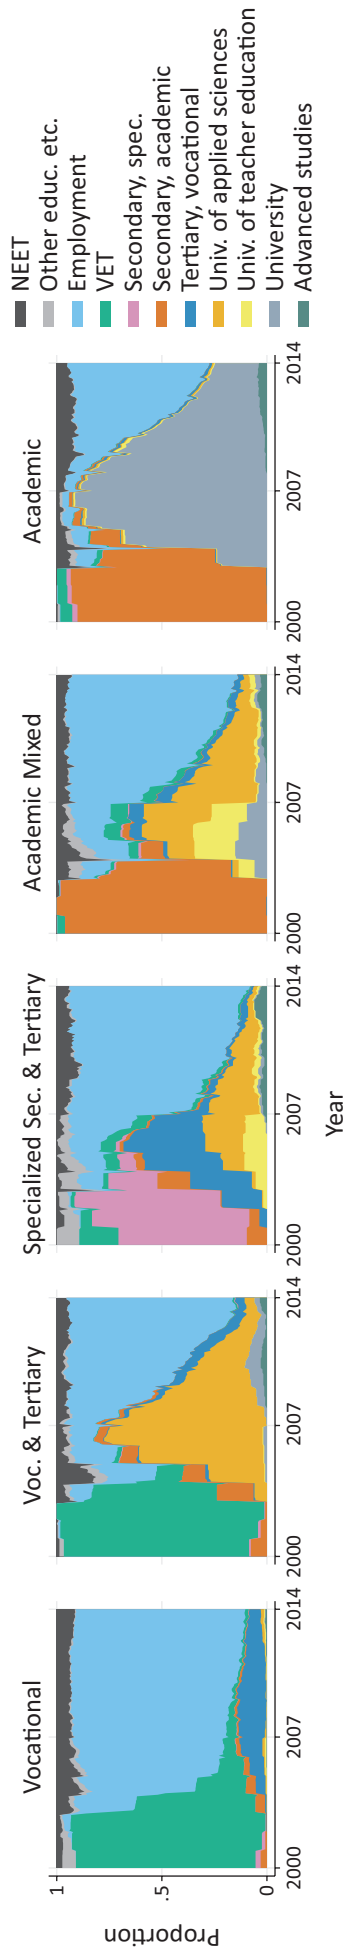 Vocational
Voc. & Tertiary
Specialized Sec. & Tertiary
Academic Mixed
Academic
Proportion
1
.5
0
2000 2007 2014
2000 2007 2014
2000 2007 2014
2000 2007 2014
2000 2007 2014
Year
NEET
Other educ. etc.
Employment
VET
Secondary, spec.
Secondary, academic
Tertiary, vocational
Univ. of applied sciences
Univ. of teacher education
University
Advanced studies